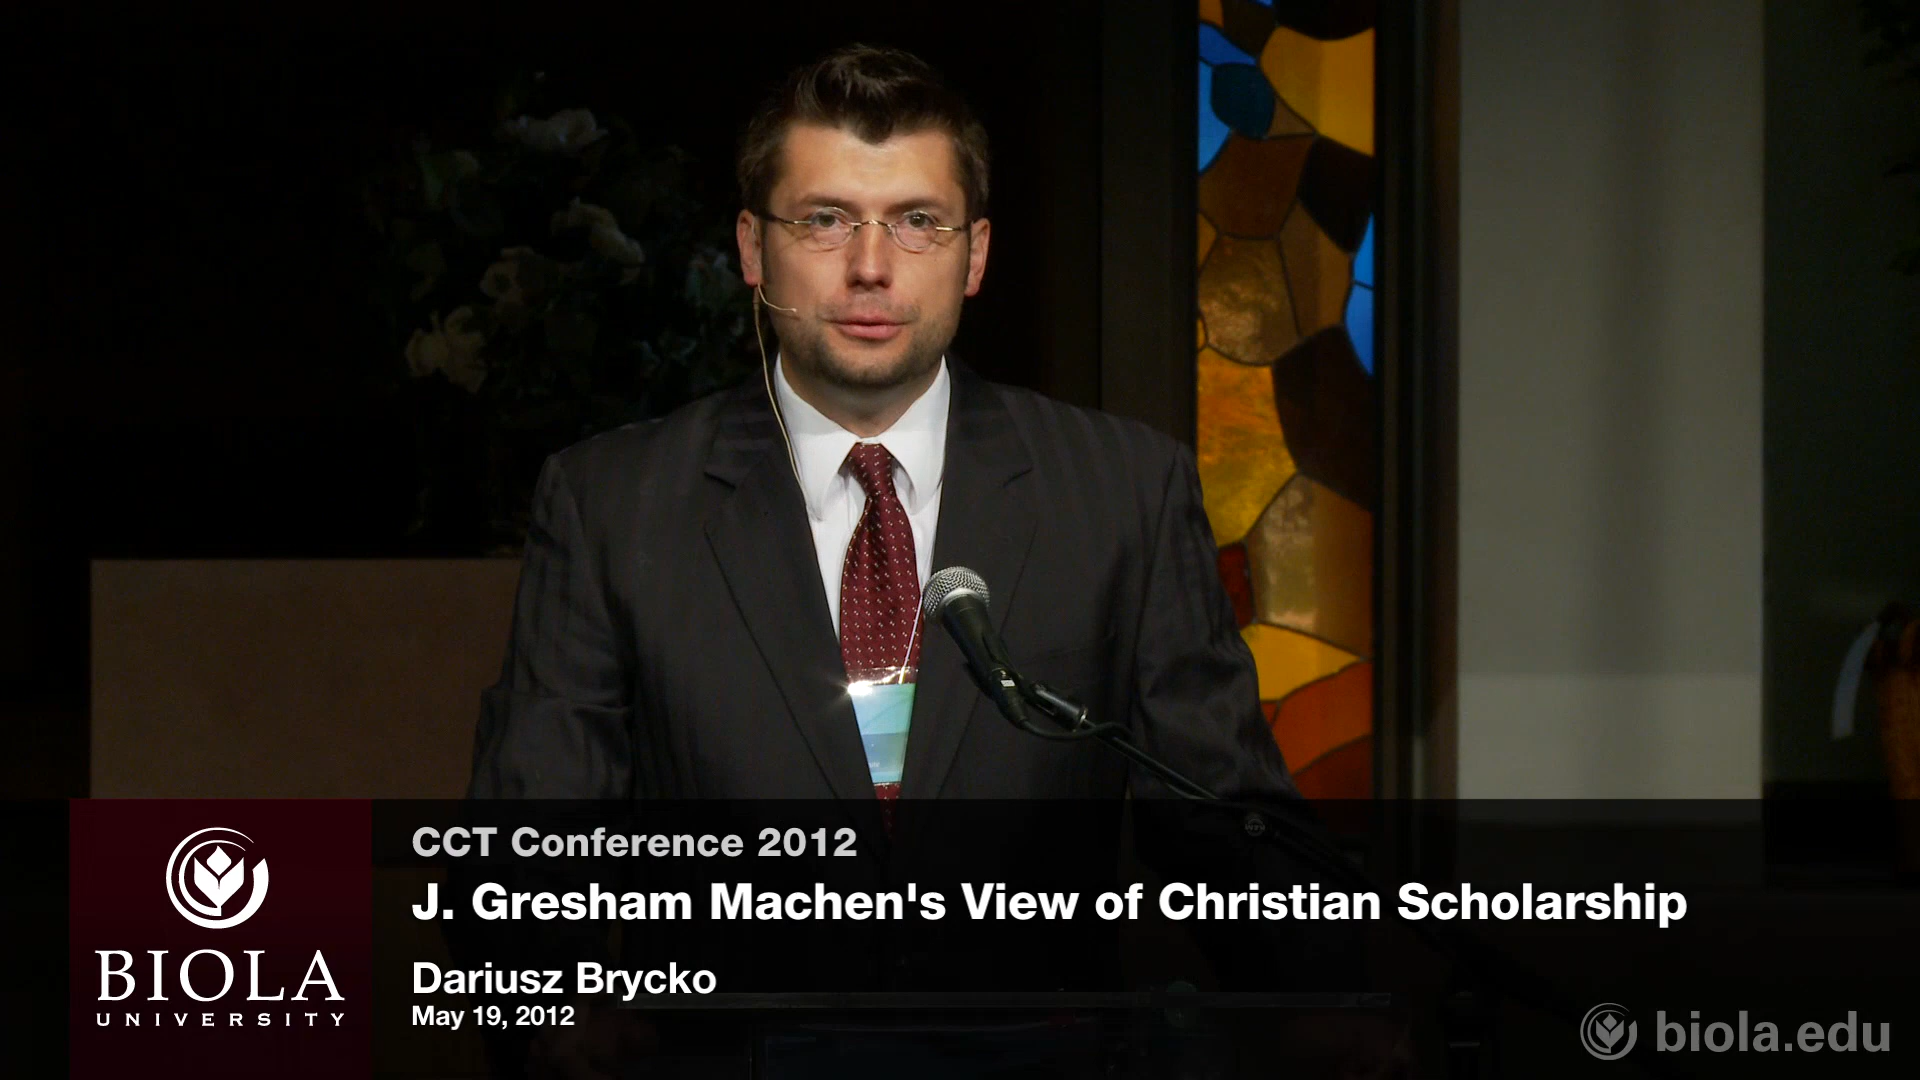 CCT Conference 2012
J. Gresham Machen's View of Christian Scholarship
BIOLA
UNIVERSITY
Dariusz Brycko
May 19, 2012
biola.edu